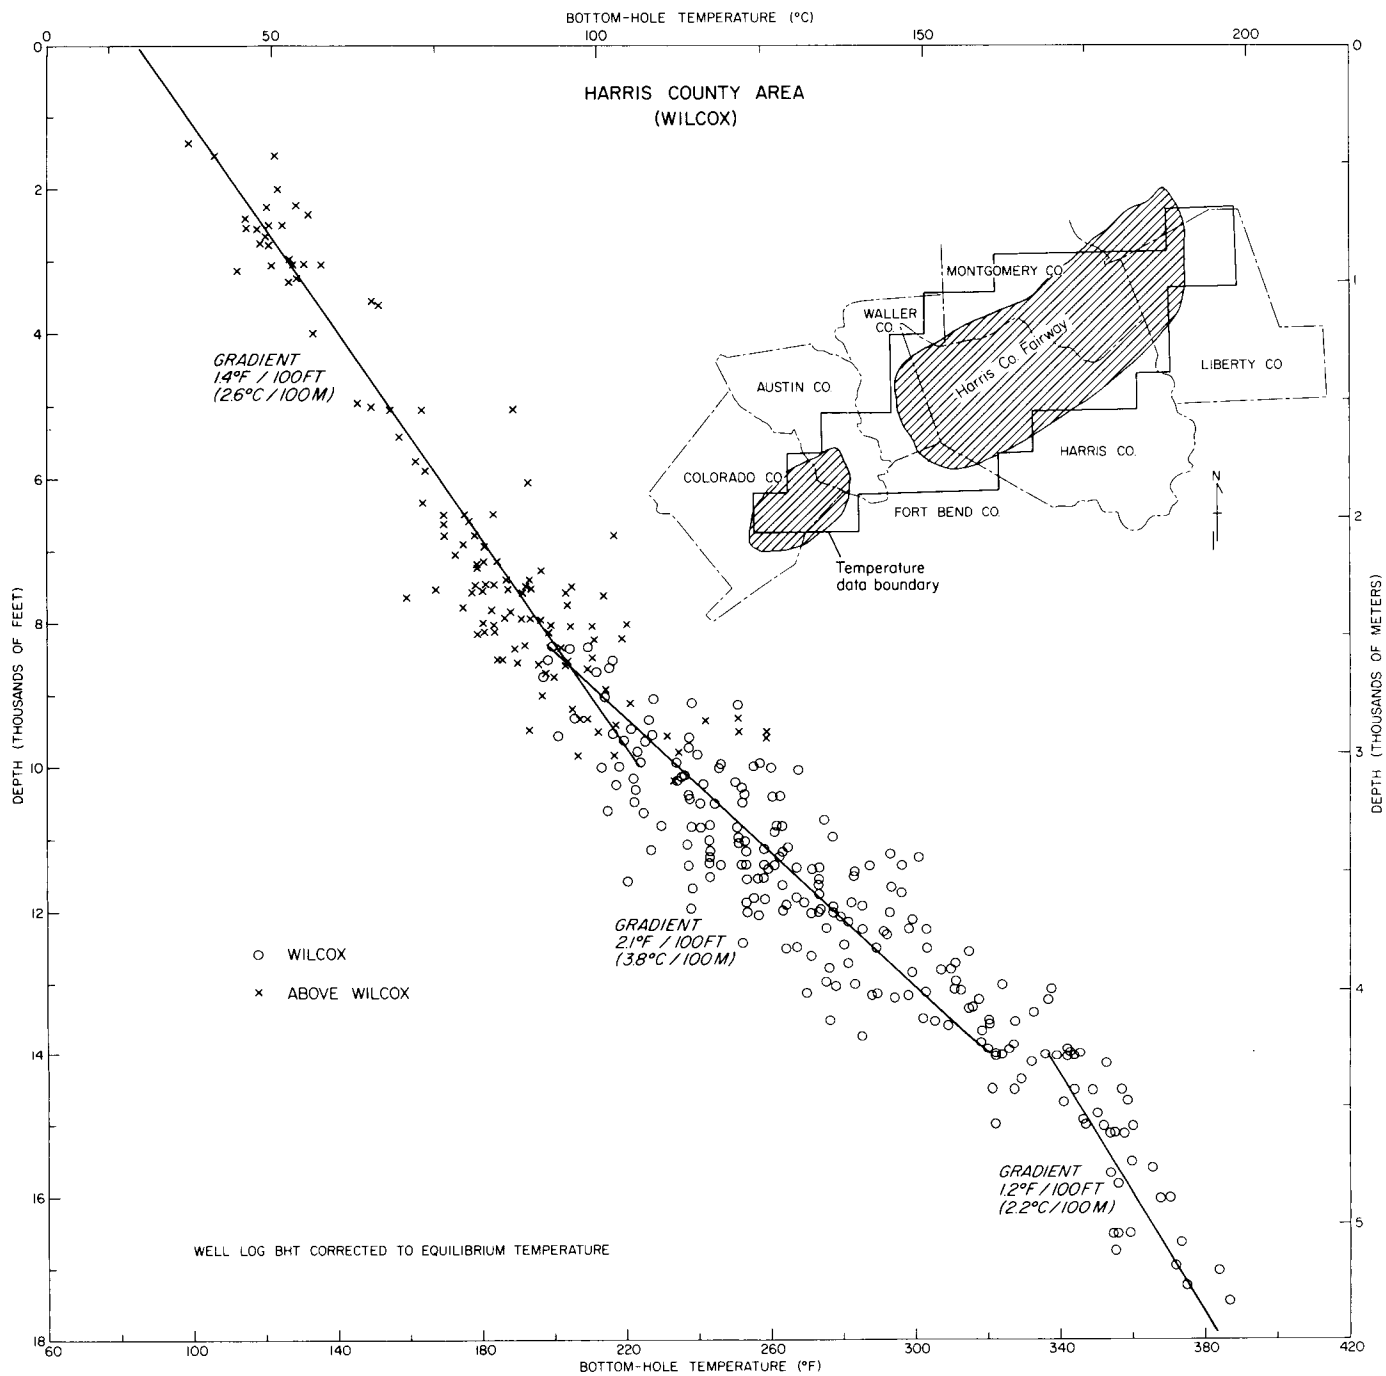 BOTTOM-HOLE TEMPERATURE (°C)
0 50 100 150 200
HARRIS COUNTY AREA
(WILCOX)
0
2
4
6
8
10
12
14
16
18
DEPTH (THOUSANDS OF FEET)
GRADIENT
1.4°F / 100FT
(2.6°C / 100M)
MONTGOMERY CO.
WALLER
CO.
Harris Co. Fairway
LIBERTY CO
AUSTIN CO.
HARRIS CO.
COLORADO CO
FORT BEND CO.
N
Temperature
data boundary
GRADIENT
2.1°F / 100FT
(3.8°C / 100M)
○ WILCOX
× ABOVE WILCOX
GRADIENT
1.2°F / 100FT
(2.2°C / 100M)
WELL LOG BHT CORRECTED TO EQUILIBRIUM TEMPERATURE
0
1
2
3
4
5
DEPTH (THOUSANDS OF METERS)
60 100 140 180 220 260 300 340 380 420
BOTTOM-HOLE TEMPERATURE (°F)